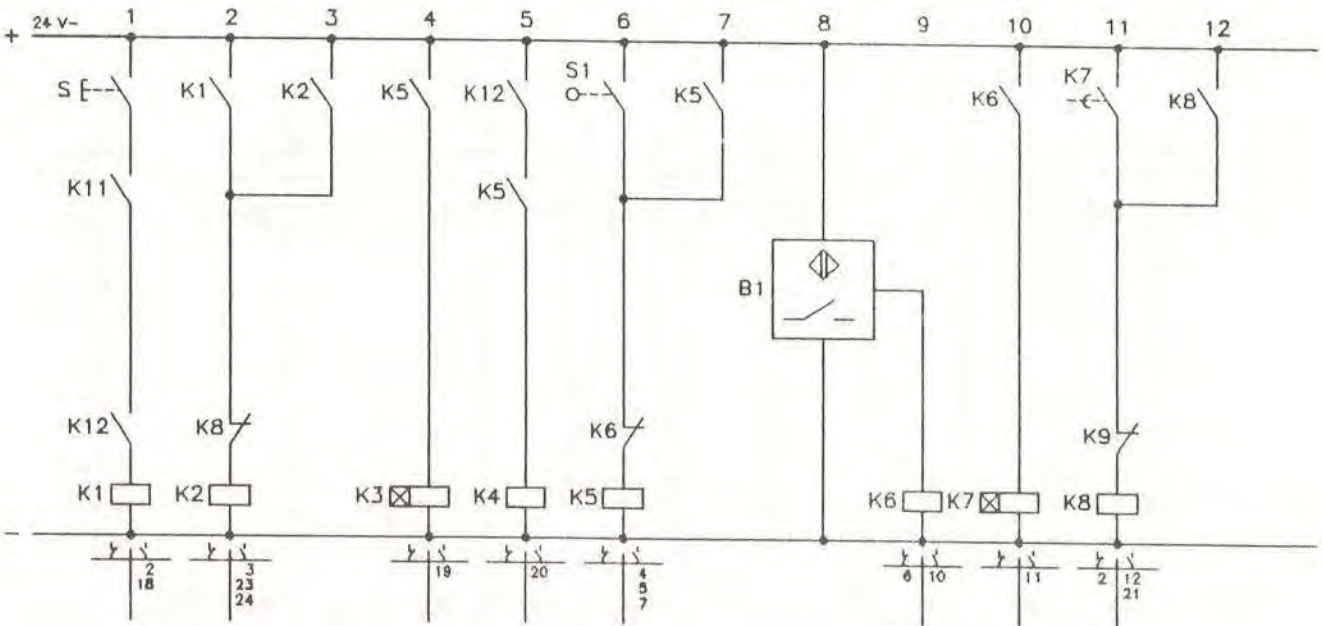 24 V-
1 2 3 4 5 6 7 8 9 10 11 12
+
S K1 K2 K5 K12 S1 K5 K6 K7 K8
K11 K5
B1
K12 K8 K6 K9
K1 K2 K3 K4 K5 K6 K7 K8
-
2 3 19 20 4 6 10 11 2 12
18 23 5 21
24 7